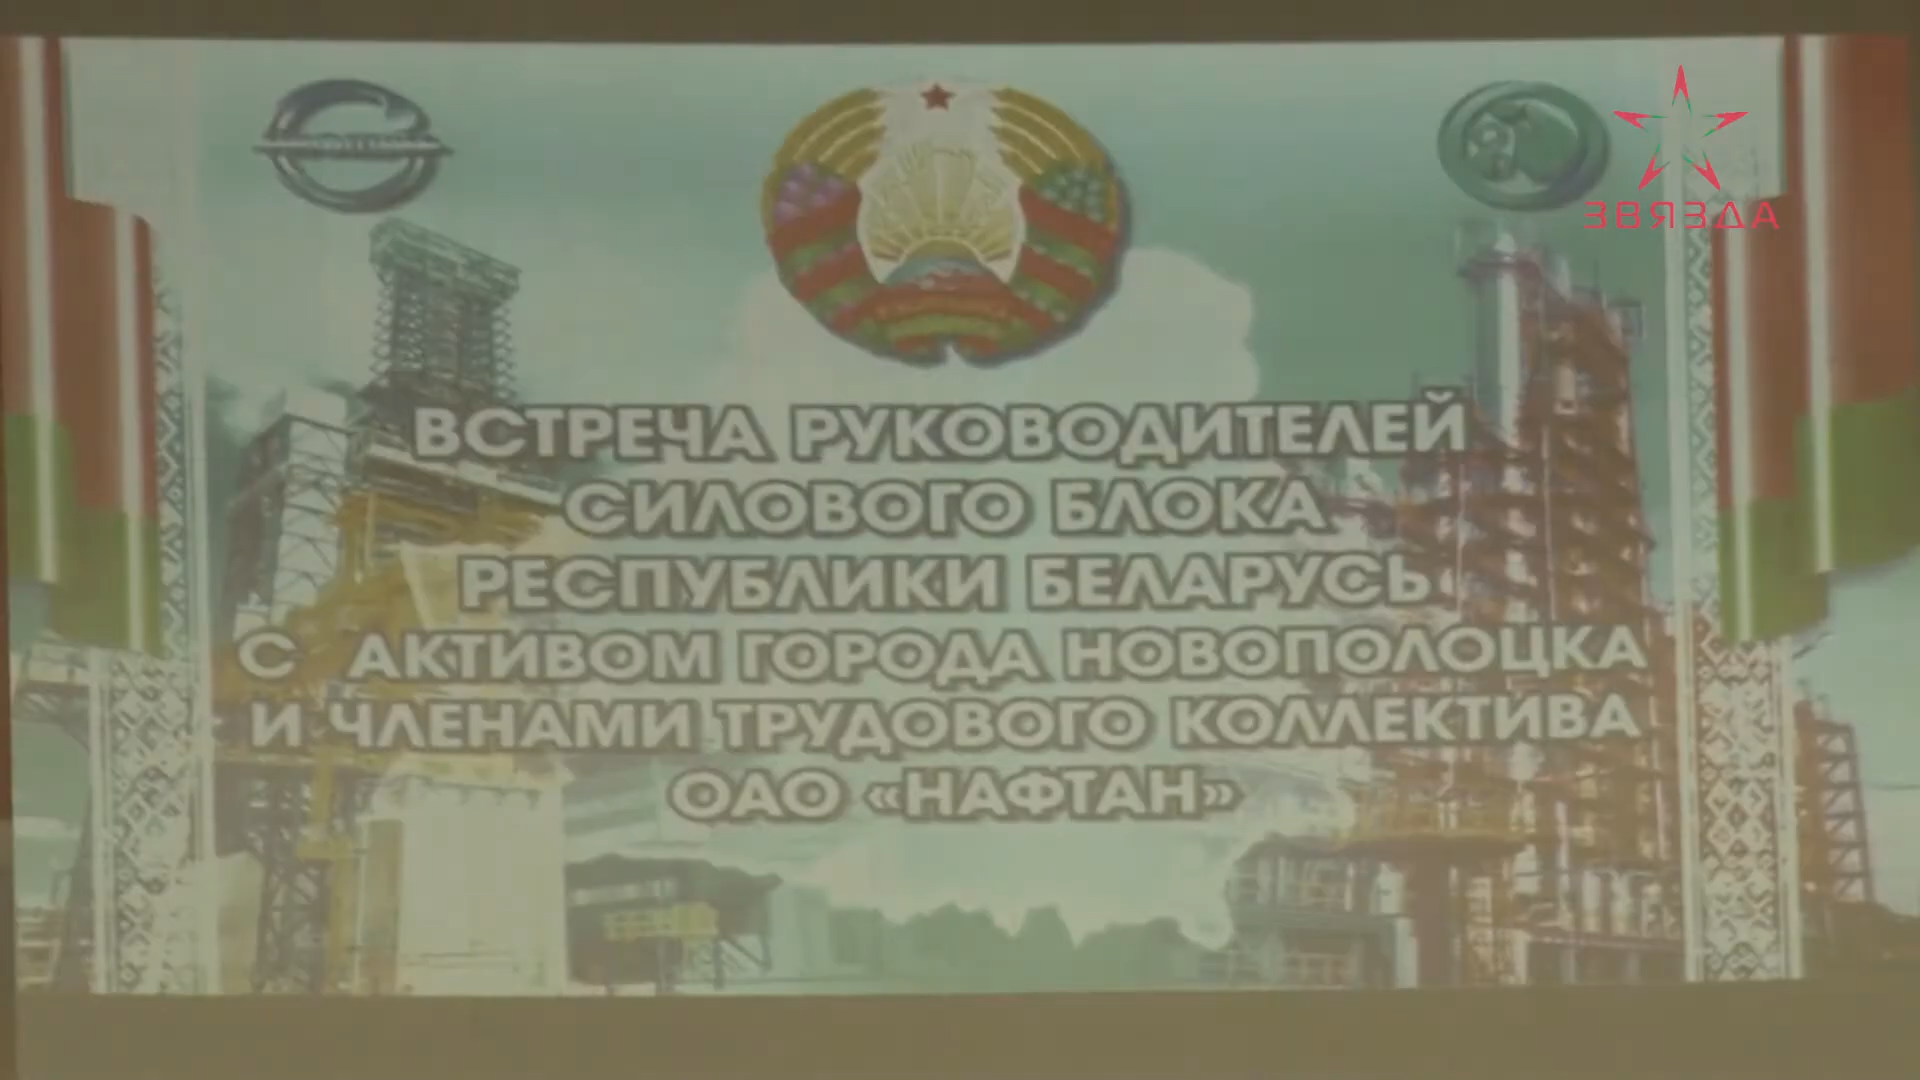 ЗВЯЗДА
ВСТРЕЧА РУКОВОДИТЕЛЕЙ
СИЛОВОГО БЛОКА
РЕСПУБЛИКИ БЕЛАРУСЬ
С АКТИВОМ ГОРОДА НОВОПОЛОЦКА
И ЧЛЕНАМИ ТРУДОВОГО КОЛЛЕКТИВА
ОАО «НАФТАН»